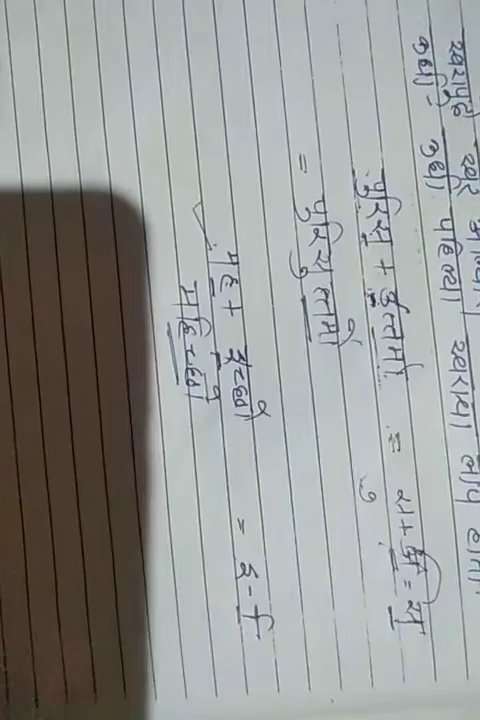 स्वरापुढे स्वर आल्यास
कधी - कधी पहिल्या स्वराचा लोप होतो.
पुरिस + उत्तमो = स + उ = सु
= पुरिसुत्तमो
मह + इन्दो = इ -
महिन्दो